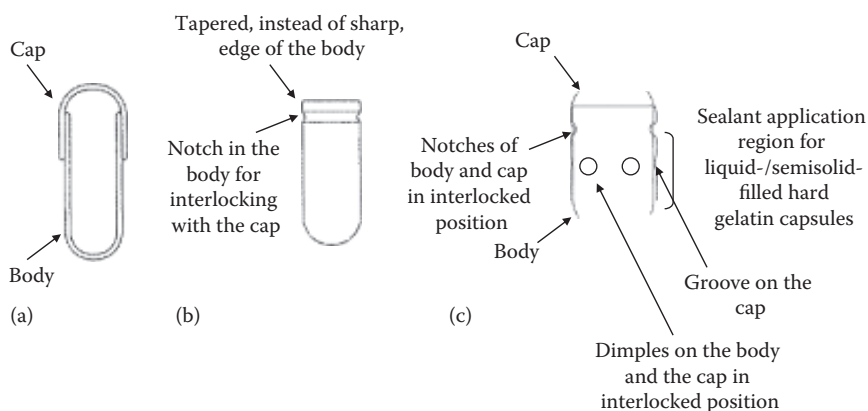 Cap
Body
(a)
Tapered, instead of sharp,
edge of the body
Notch in the
body for
interlocking
with the cap
(b)
Cap
Notches of
body and cap
in interlocked
position
Body
Sealant application
region for
liquid-/semisolid-
filled hard
gelatin capsules
Groove on the
cap
Dimples on the body
and the cap in
interlocked position
(c)